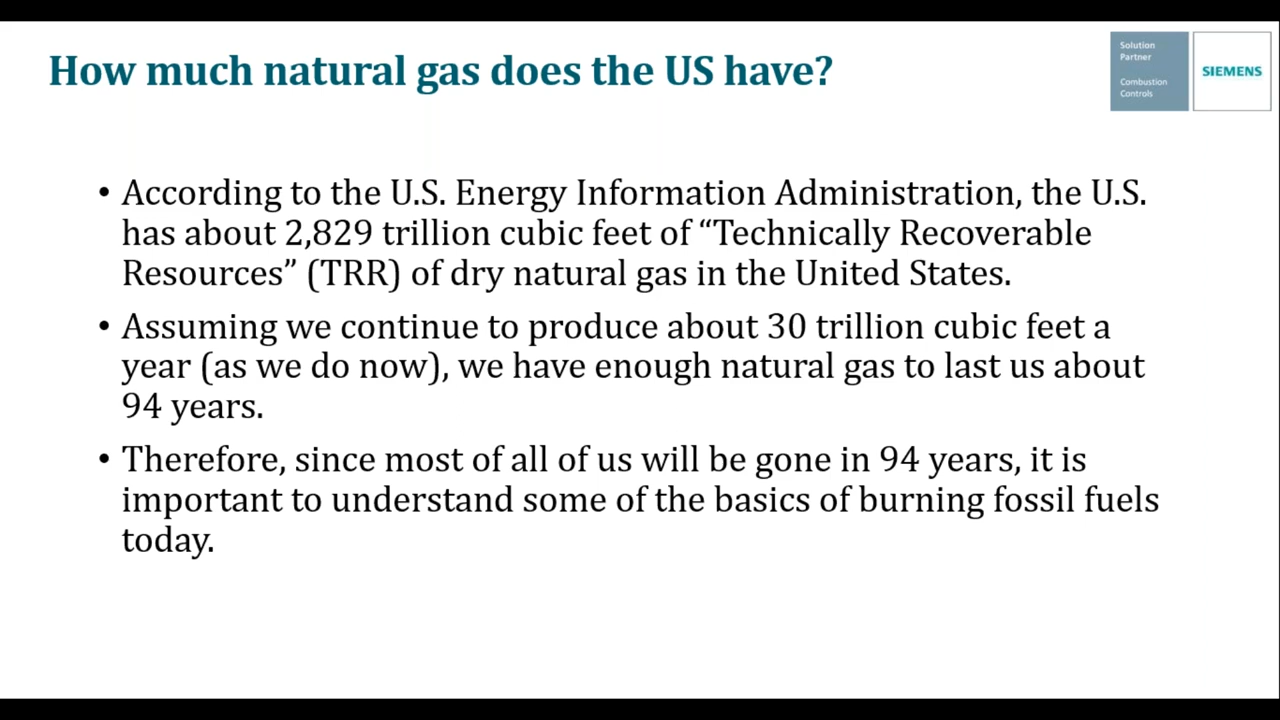 How much natural gas does the US have?
Solution
Partner
Combustion
Controls
SIEMENS
• According to the U.S. Energy Information Administration, the U.S.
has about 2,829 trillion cubic feet of “Technically Recoverable
Resources” (TRR) of dry natural gas in the United States.
• Assuming we continue to produce about 30 trillion cubic feet a
year (as we do now), we have enough natural gas to last us about
94 years.
• Therefore, since most of all of us will be gone in 94 years, it is
important to understand some of the basics of burning fossil fuels
today.